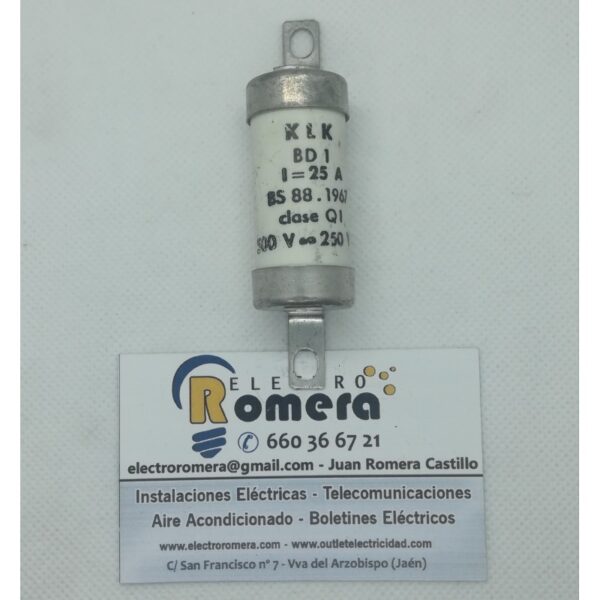 KLK
BD 1
I = 25 A
BS 88.1967
clase Q1
500 V ∞ 250 V
ELECTRO
Romera
✆ 660 36 67 21
electroromera@gmail.com - Juan Romera Castillo
Instalaciones Eléctricas - Telecomunicaciones
Aire Acondicionado - Boletines Eléctricos
www.electroromera.com - www.outletelectricidad.com
C/ San Francisco nº 7 - Vva del Arzobispo (Jaén)